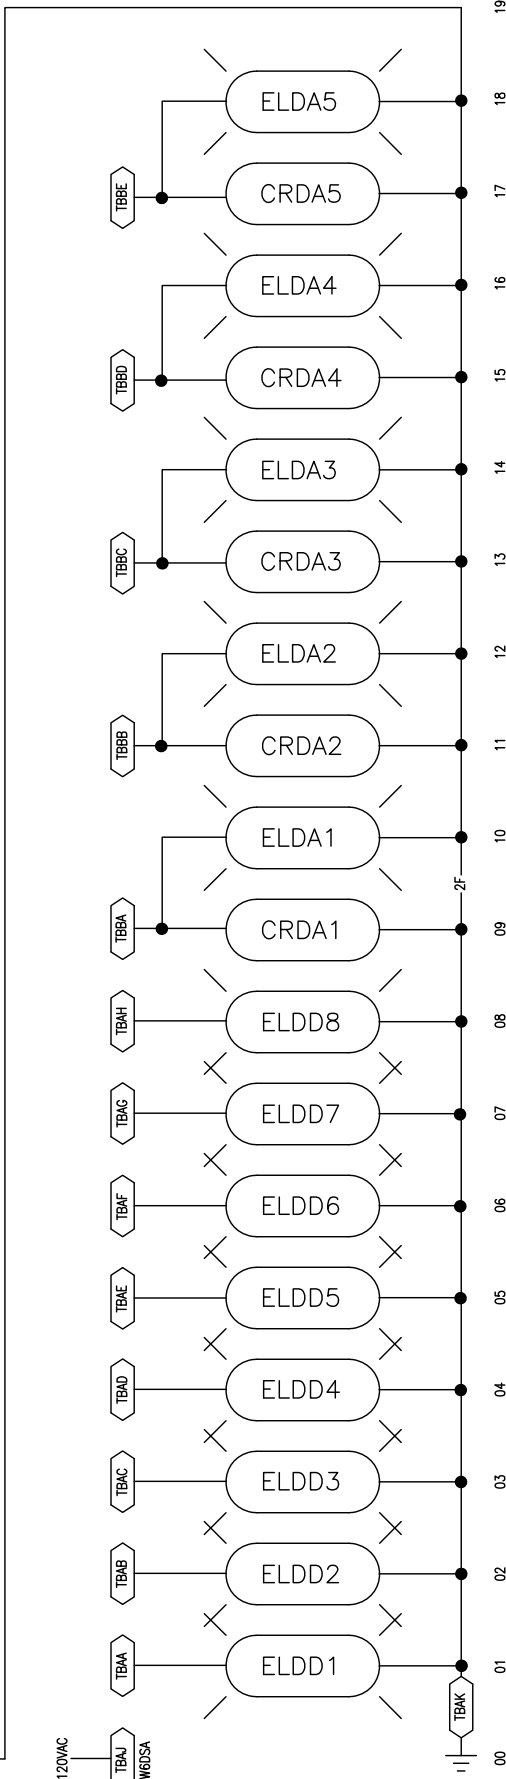 19
ELDA5
18
TBBE
CRDA5
17
ELDA4
16
TBBD
CRDA4
15
ELDA3
14
TBBC
CRDA3
13
ELDA2
12
TBBB
CRDA2
11
ELDA1
10
2F
TBBA
CRDA1
09
TBAH
ELDD8
08
TBAG
ELDD7
07
TBAF
ELDD6
06
TBAE
ELDD5
05
TBAD
ELDD4
04
TBAC
ELDD3
03
TBAB
ELDD2
02
TBAA
ELDD1
01
TBAK
120VAC
TBAJ
W6DSA
00